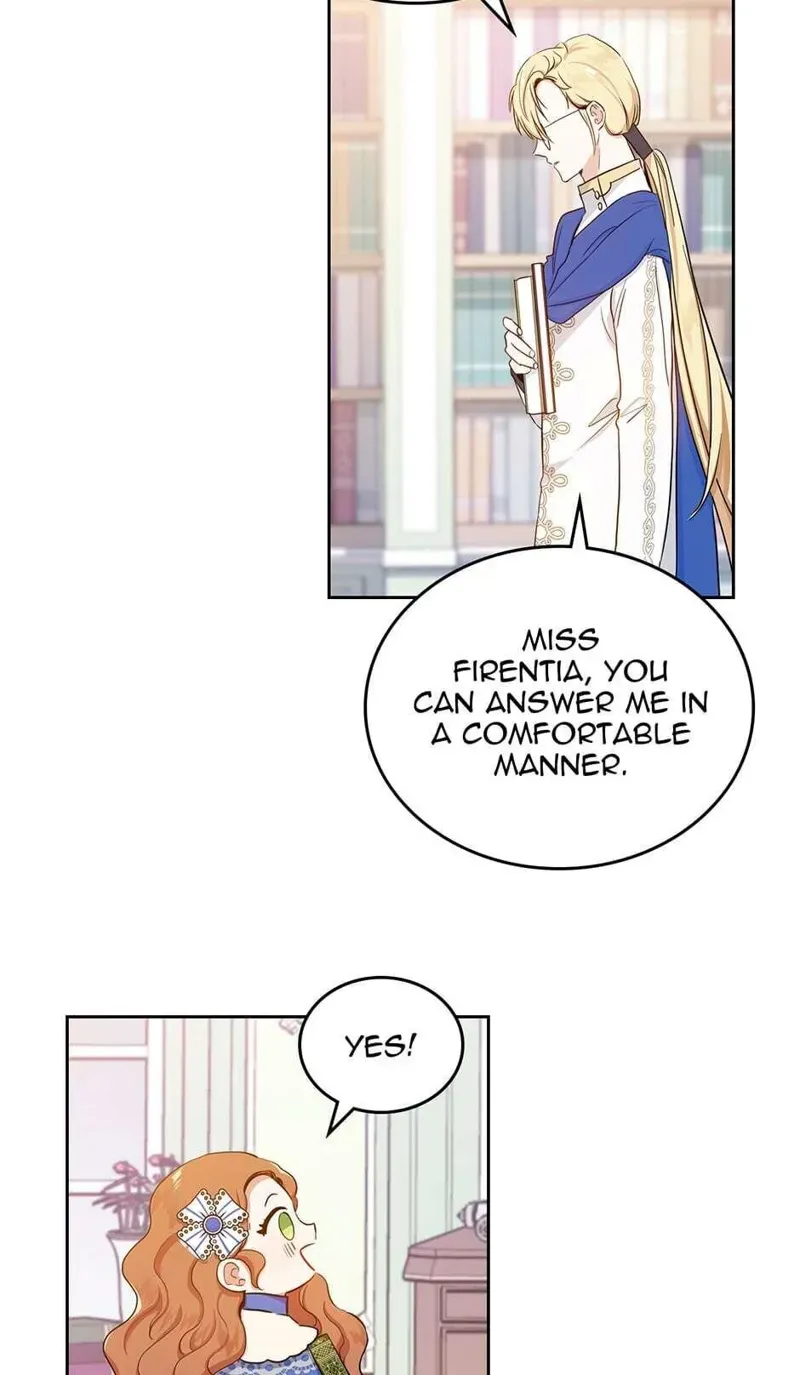 MISS
FIRENTIA, YOU
CAN ANSWER ME IN
A COMFORTABLE
MANNER.
YES!